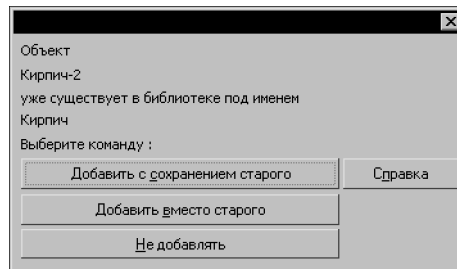 Объект
Кирпич-2
уже существует в библиотеке под именем
Кирпич
Выберите команду :
Добавить с сохранением старого
Справка
Добавить вместо старого
Не добавлять